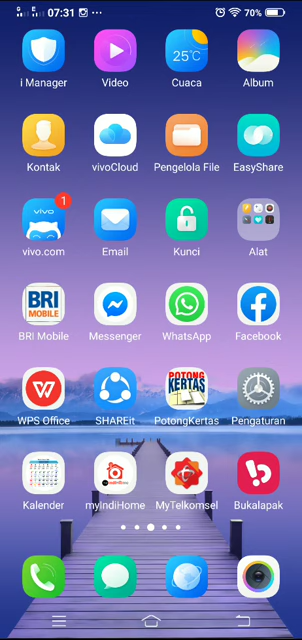 07:31 70%
i Manager Video Cuaca Album
25°C
Kontak vivoCloud Pengelola File EasyShare
vivo 1
vivo.com Email Kunci Alat
BRI
MOBILE
BRI Mobile Messenger WhatsApp Facebook
POTONG
KERTAS
WPS Office SHAREit PotongKertas Pengaturan
Kalender myIndiHome MyTelkomsel Bukalapak